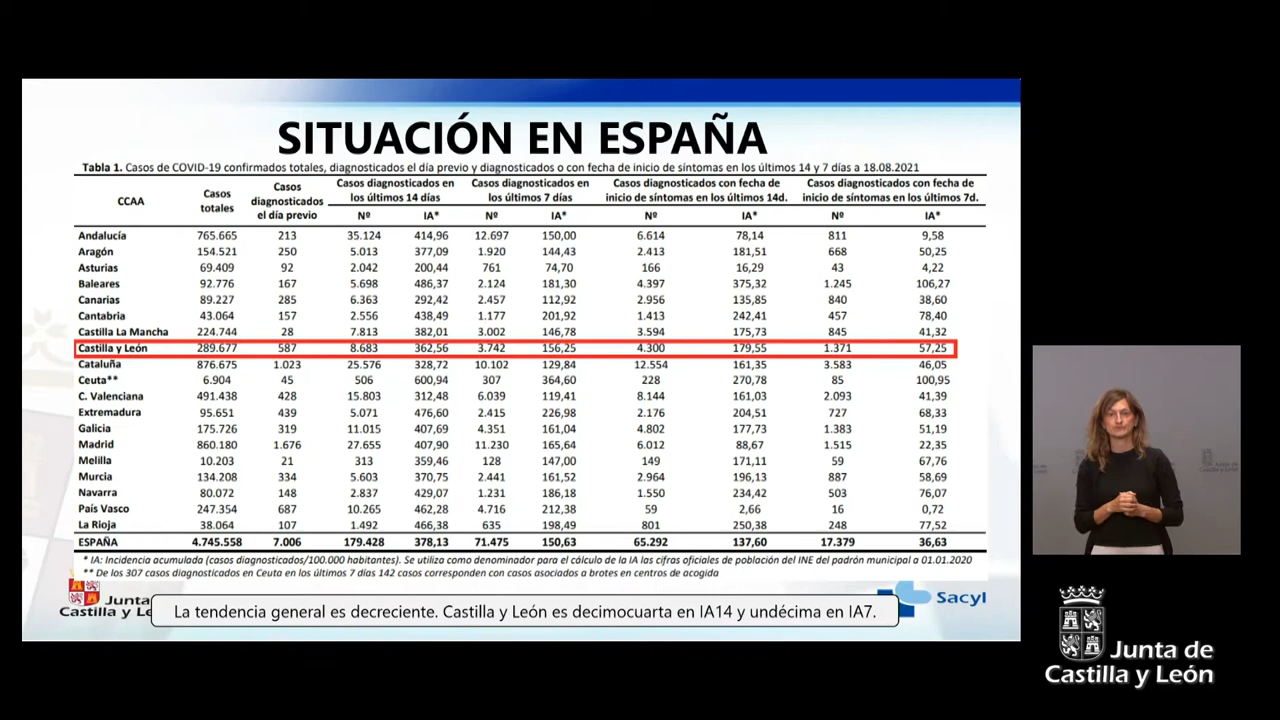 SITUACIÓN EN ESPAÑA
Tabla 1. Casos de COVID-19 confirmados totales, diagnosticados el día previo y diagnosticados o con fecha de inicio de síntomas en los últimos 14 y 7 días a 18.08.2021
CCAA Casos totales Casos diagnosticados el día previo Casos diagnosticados en los últimos 14 días Casos diagnosticados en los últimos 7 días Casos diagnosticados con fecha de inicio de síntomas en los últimos 14d. Casos diagnosticados con fecha de inicio de síntomas en los últimos 7d.
Nº IA* Nº IA* Nº IA* Nº IA*
Andalucía 765.665 213 35.124 414,96 12.697 150,00 6.614 78,14 811 9,58
Aragón 154.521 250 5.013 377,09 1.920 144,43 2.413 181,51 668 50,25
Asturias 69.409 92 2.042 200,44 761 74,70 166 16,29 43 4,22
Baleares 92.776 167 5.698 486,37 2.124 181,30 4.397 375,32 1.245 106,27
Canarias 89.227 285 6.363 292,42 2.457 112,92 2.956 135,85 840 38,60
Cantabria 43.064 157 2.556 438,49 1.177 201,92 1.413 242,41 457 78,40
Castilla La Mancha 224.744 28 7.813 382,01 3.002 146,78 3.594 175,73 845 41,32
Castilla y León 289.677 587 8.683 362,56 3.742 156,25 4.300 179,55 1.371 57,25
Cataluña 876.675 1.023 25.576 328,72 10.102 129,84 12.554 161,35 3.583 46,05
Ceuta** 6.904 45 506 600,94 307 364,60 228 270,78 85 100,95
C. Valenciana 491.438 428 15.803 312,48 6.039 119,41 8.144 161,03 2.093 41,39
Extremadura 95.651 439 5.071 476,60 2.415 226,98 2.176 204,51 727 68,33
Galicia 175.726 319 11.015 407,69 4.351 161,04 4.802 177,73 1.383 51,19
Madrid 860.180 1.676 27.655 407,90 11.230 165,64 6.012 88,67 1.515 22,35
Melilla 10.203 21 313 359,46 128 147,00 149 171,11 59 67,76
Murcia 134.208 334 5.603 370,75 2.441 161,52 2.964 196,13 887 58,69
Navarra 80.072 148 2.837 429,07 1.231 186,18 1.550 234,42 503 76,07
País Vasco 247.354 687 10.265 462,28 4.716 212,38 59 2,66 16 0,72
La Rioja 38.064 107 1.492 466,38 635 198,49 801 250,38 248 77,52
ESPAÑA 4.745.558 7.006 179.428 378,13 71.475 150,63 65.292 137,60 17.379 36,63
* IA: Incidencia acumulada (casos diagnosticados/100.000 habitantes). Se utiliza como denominador para el cálculo de la IA las cifras oficiales de población del INE del padrón municipal a 01.01.2020
** De los 307 casos diagnosticados en Ceuta en los últimos 7 días 142 casos corresponden con casos asociados a brotes en centros de acogida
Junta
Castilla y Le
La tendencia general es decreciente. Castilla y León es decimocuarta en IA14 y undécima en IA7.
Sacyl
Junta de
Castilla y León